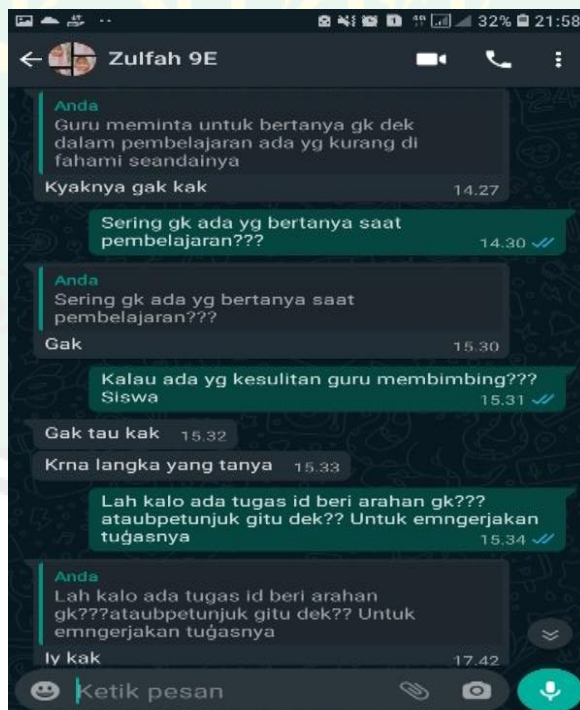 32% 21:58
Zulfah 9E
Anda
Guru meminta untuk bertanya gk dek
dalam pembelajaran ada yg kurang di
fahami seandainya
Kyaknya gak kak 14.27
Sering gk ada yg bertanya saat
pembelajaran??? 14.30
Anda
Sering gk ada yg bertanya saat
pembelajaran???
Gak 15.30
Kalau ada yg kesulitan guru membimbing???
Siswa 15.31
Gak tau kak 15.32
Krna langka yang tanya 15.33
Lah kalo ada tugas id beri arahan gk???
ataubpetunjuk gitu dek?? Untuk emngerjakan
tuģasnya 15.34
Anda
Lah kalo ada tugas id beri arahan
gk???ataubpetunjuk gitu dek?? Untuk
emngerjakan tuģasnya
Iy kak 17.42
Ketik pesan